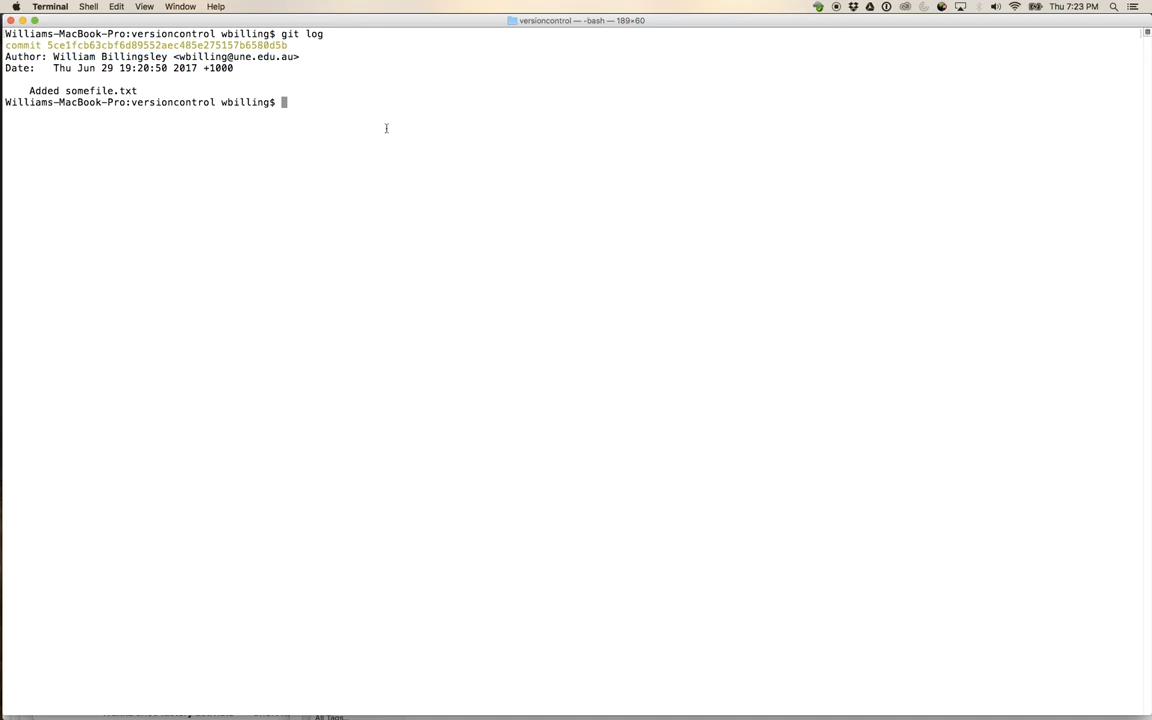 Terminal Shell Edit View Window Help Thu 7:23 PM
versioncontrol — -bash — 189×60
Williams-MacBook-Pro:versioncontrol wbilling$ git log
commit 5ce1fcb63cbf6d89552aec485e275157b6580d5b
Author: William Billingsley <wbilling@une.edu.au>
Date:   Thu Jun 29 19:20:50 2017 +1000
Added somefile.txt
Williams-MacBook-Pro:versioncontrol wbilling$
All Tags...